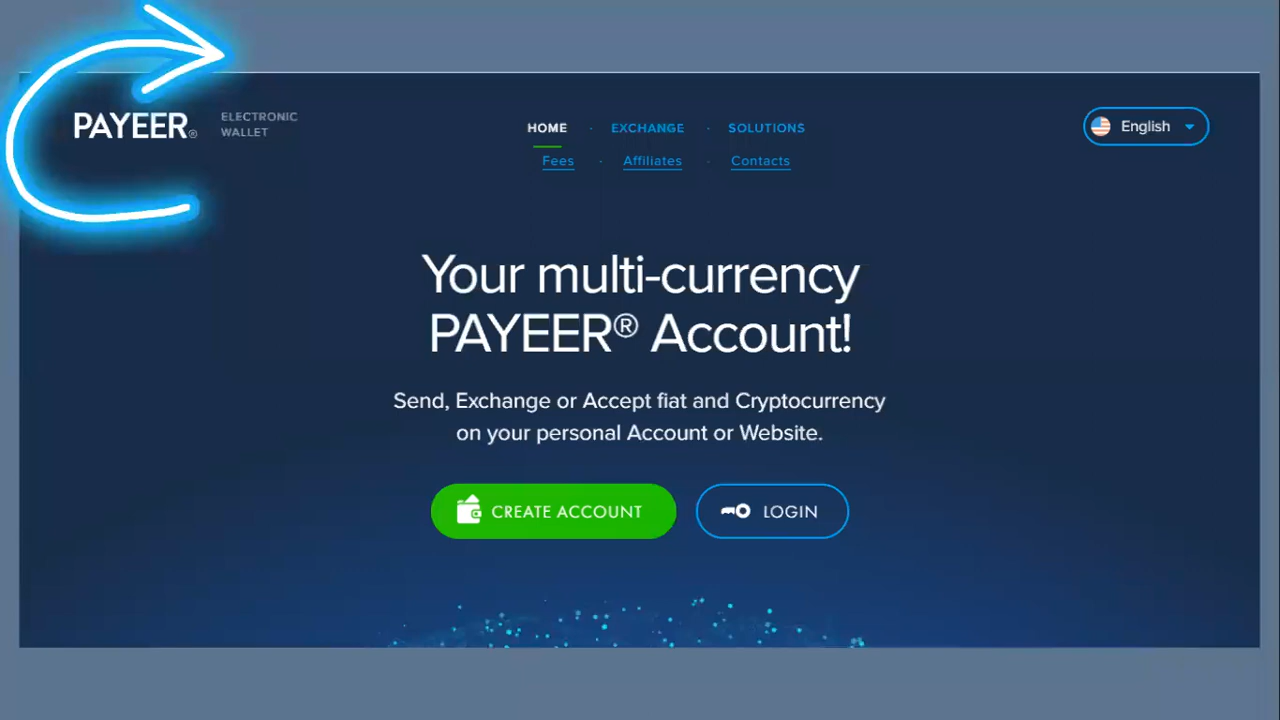 PAYEER®
ELECTRONIC
WALLET
HOME · EXCHANGE · SOLUTIONS
Fees · Affiliates · Contacts
English
Your multi-currency
PAYEER® Account!
Send, Exchange or Accept fiat and Cryptocurrency
on your personal Account or Website.
CREATE ACCOUNT
LOGIN